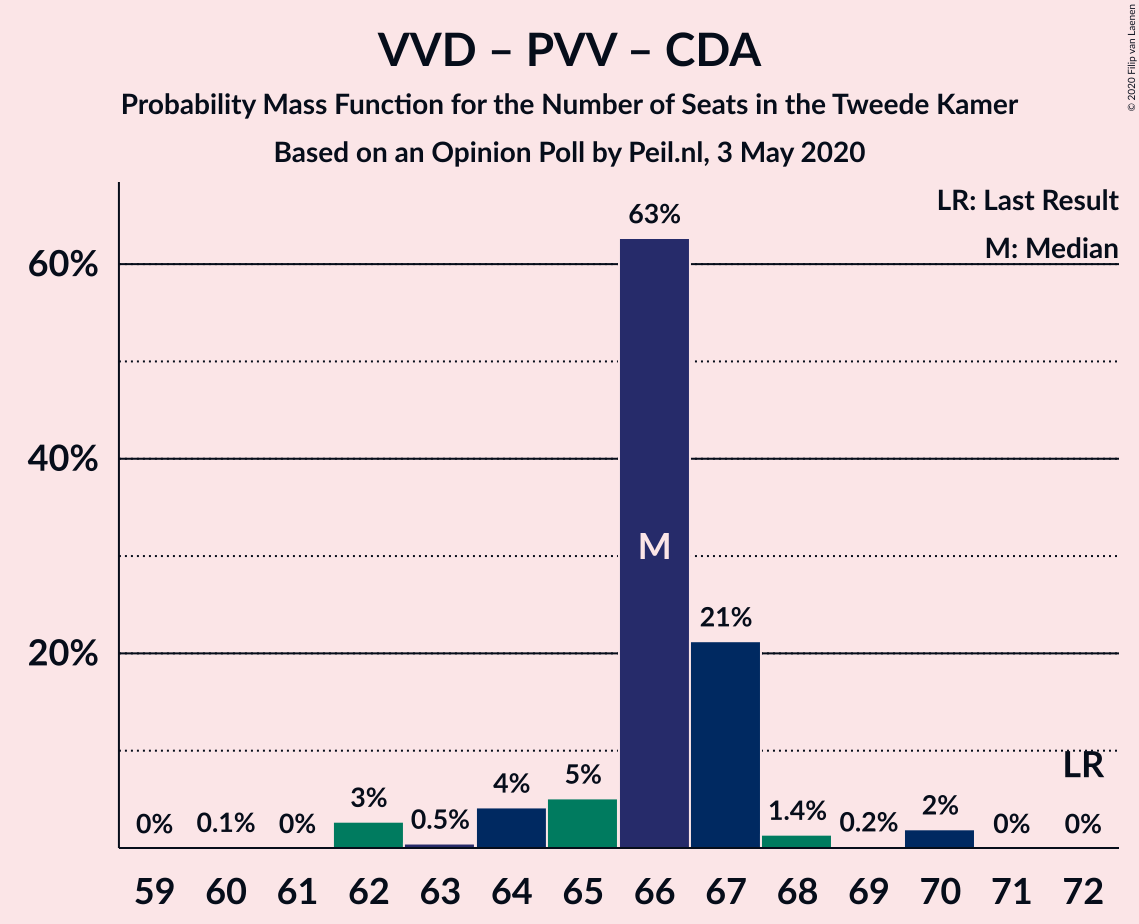 VVD – PVV – CDA
Probability Mass Function for the Number of Seats in the Tweede Kamer
Based on an Opinion Poll by Peil.nl, 3 May 2020
© 2020 Filip van Laenen
LR: Last Result
M: Median
60%
40%
20%
0% 0.1% 0% 3% 0.5% 4% 5% 63% 21% 1.4% 0.2% 2% 0% 0%
M
LR
59 60 61 62 63 64 65 66 67 68 69 70 71 72